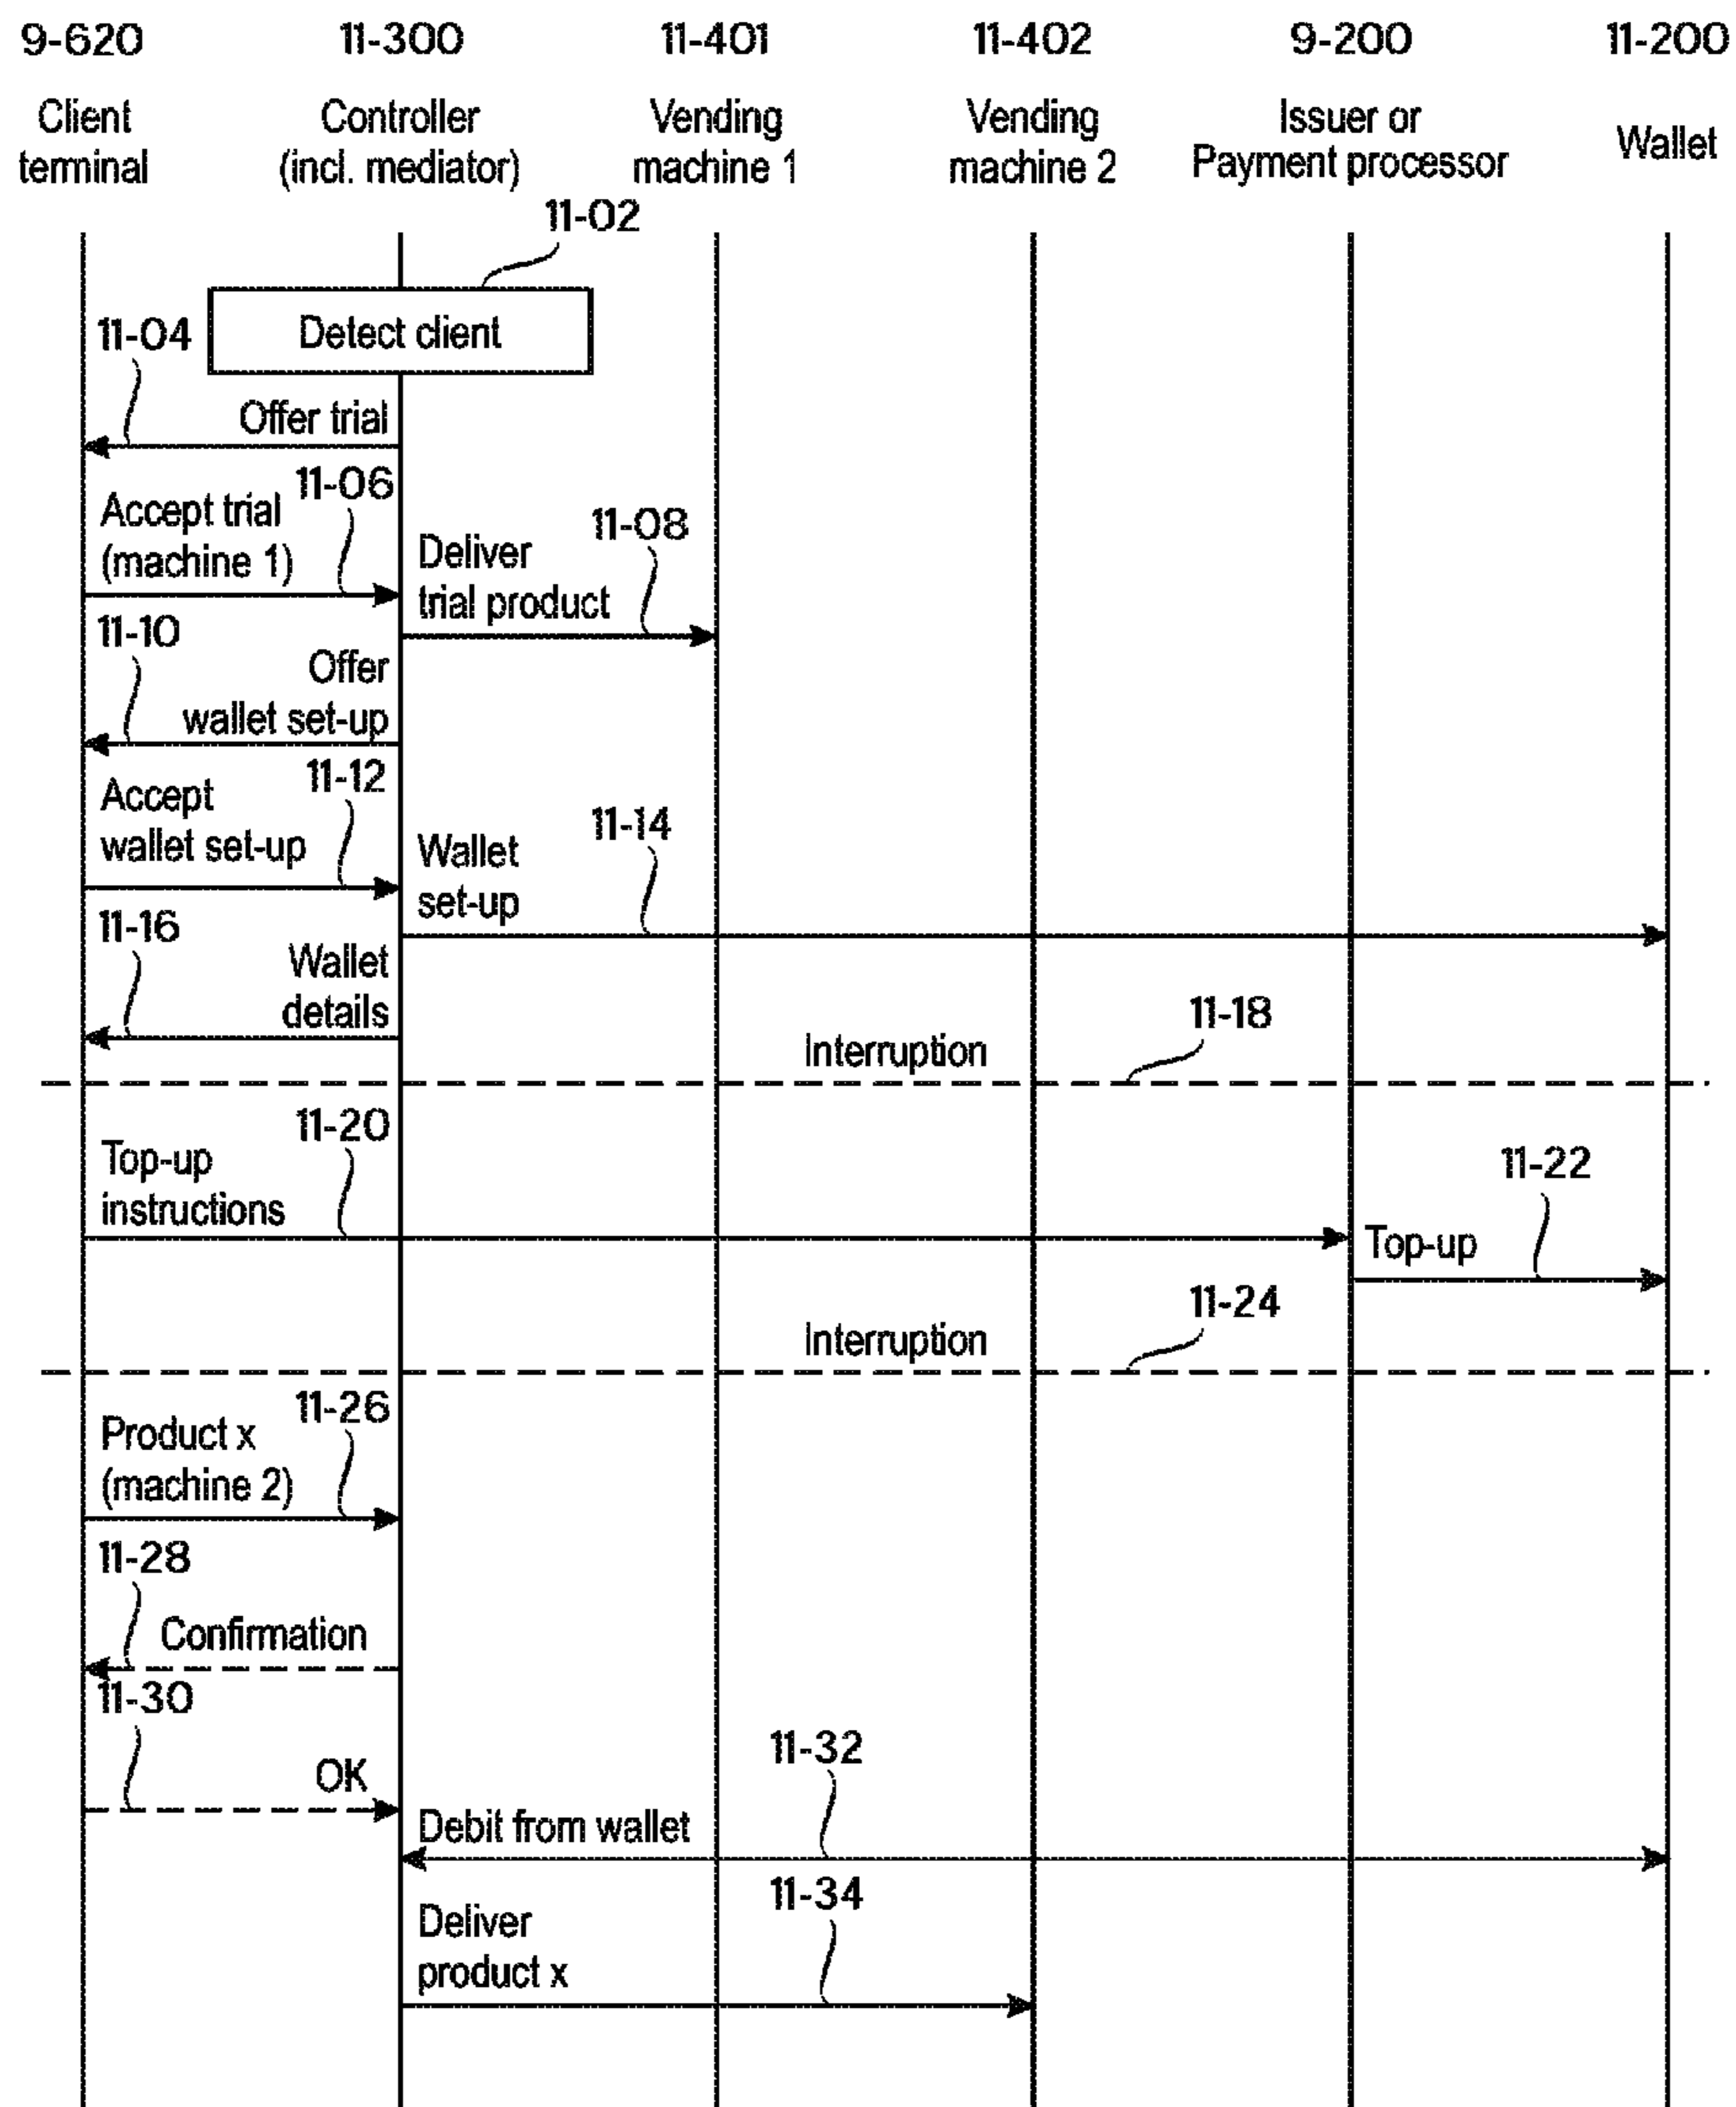 9-620 11-300 11-401 11-402 9-200 11-200
Client Controller Vending Vending Issuer or Wallet
terminal (incl. mediator) machine 1 machine 2 Payment processor
11-02
Detect client
11-04
Offer trial
11-06
Accept trial
(machine 1)
11-08
Deliver
trial product
11-10
Offer
wallet set-up
11-12
Accept
wallet set-up
11-14
Wallet
set-up
11-16
Wallet
details
11-18
Interruption
11-20
Top-up
instructions
11-22
Top-up
11-24
Interruption
11-26
Product x
(machine 2)
11-28
Confirmation
11-30
OK
11-32
Debit from wallet
11-34
Deliver
product x